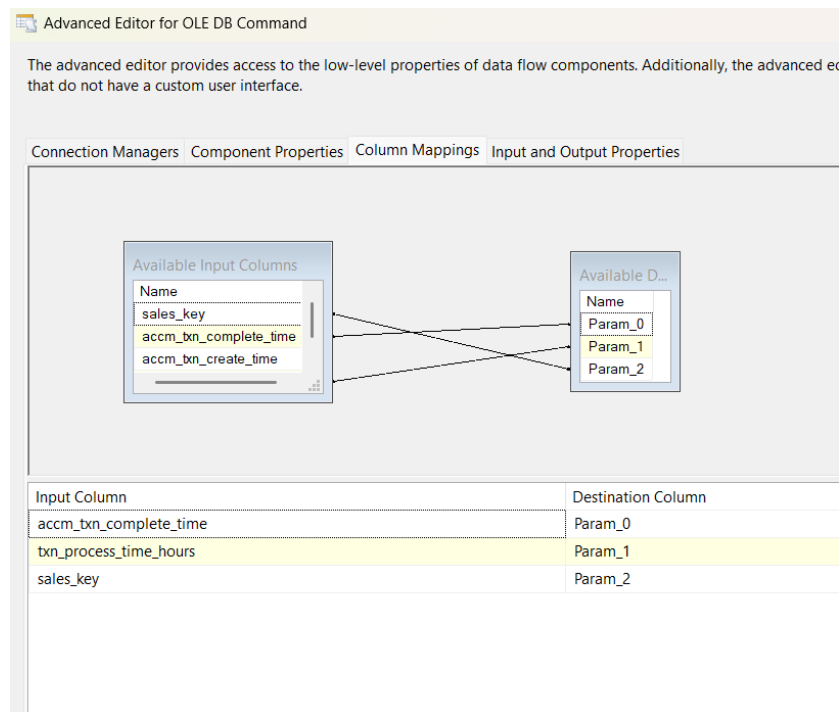 Advanced Editor for OLE DB Command
The advanced editor provides access to the low-level properties of data flow components. Additionally, the advanced
that do not have a custom user interface.
Connection Managers Component Properties Column Mappings Input and Output Properties
Available Input Columns
Name
sales_key
accm_txn_complete_time
accm_txn_create_time
Available D...
Name
Param_0
Param_1
Param_2
Input Column Destination Column
accm_txn_complete_time Param_0
txn_process_time_hours Param_1
sales_key Param_2